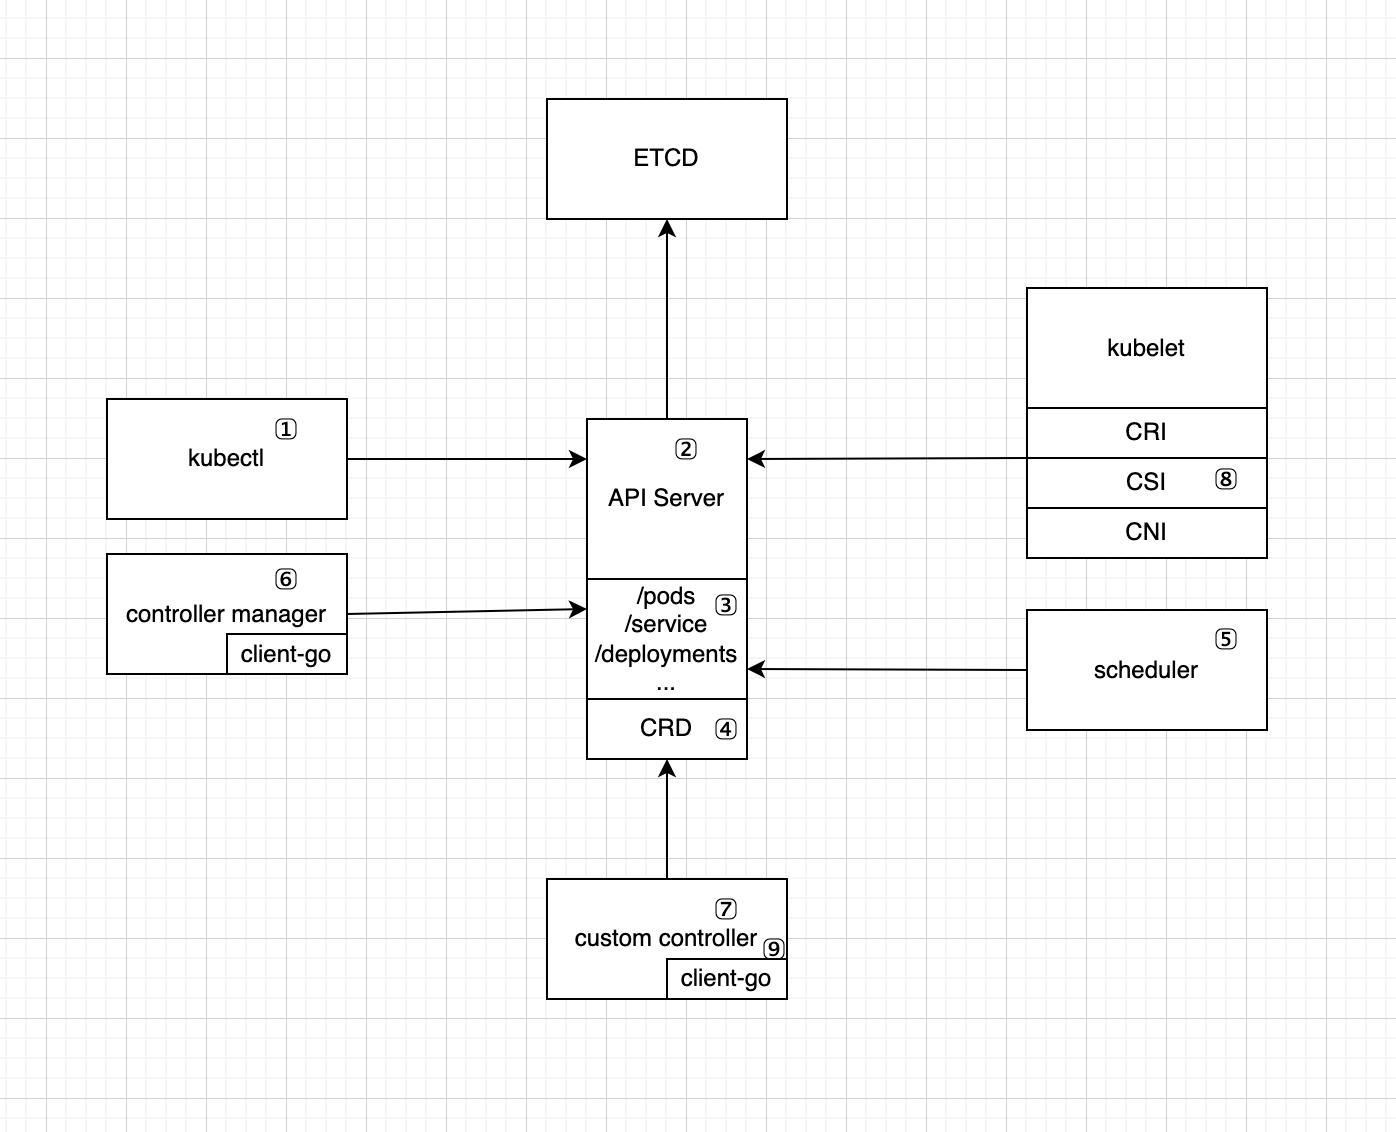 ETCD
kubelet
CRI
CSI
8
CNI
1
kubectl
2
API Server
6
controller manager
client-go
/pods
3
/service
/deployments
...
5
scheduler
CRD
4
7
custom controller
9
client-go